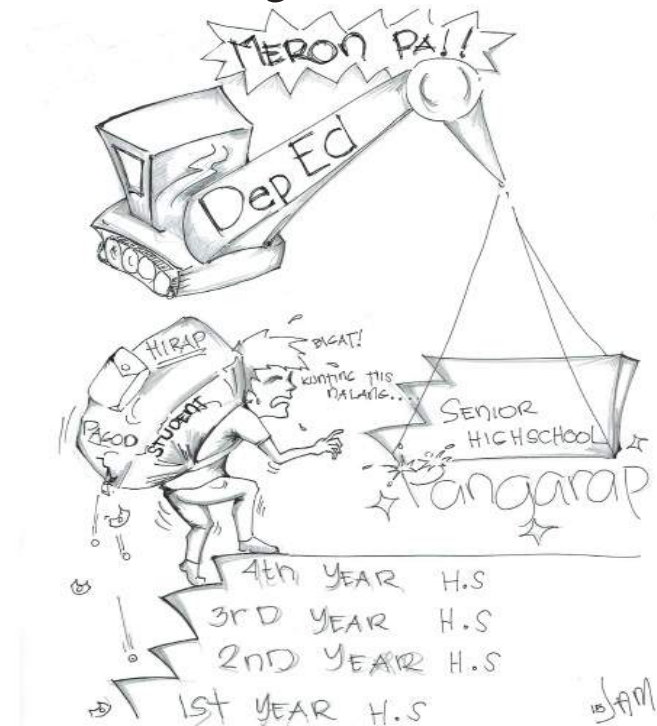 MERON PA!!
Dep Ed
HIRAP
PAGOD
STUDENT
BIGAT!
KUNTING TIIS
NALANG...
SENIOR
HIGHSCHOOL
Pangarap
4th YEAR H.S
3rD YEAR H.S
2nD YEAR H.S
1St YEAR H.S